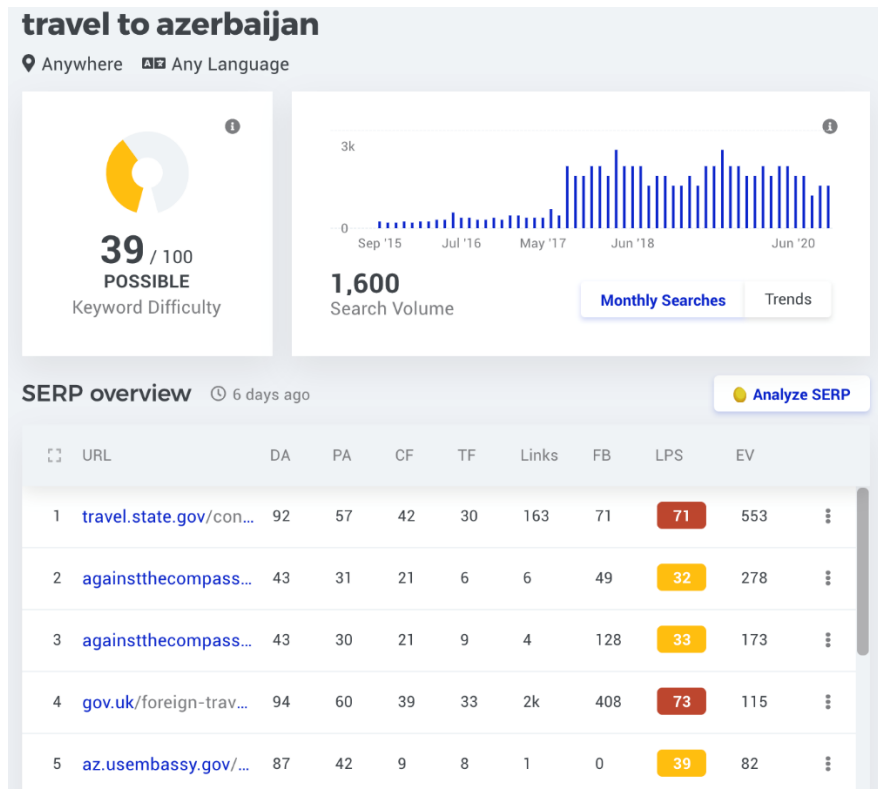 travel to azerbaijan
Anywhere Any Language
3k
0
Sep '15 Jul '16 May '17 Jun '18 Jun '20
39 / 100
POSSIBLE
Keyword Difficulty
1,600
Search Volume
Monthly Searches Trends
SERP overview 6 days ago Analyze SERP
URL DA PA CF TF Links FB LPS EV
1 travel.state.gov/con... 92 57 42 30 163 71 71 553
2 againstthecompass... 43 31 21 6 6 49 32 278
3 againstthecompass... 43 30 21 9 4 128 33 173
4 gov.uk/foreign-trav... 94 60 39 33 2k 408 73 115
5 az.usembassy.gov/... 87 42 9 8 1 0 39 82